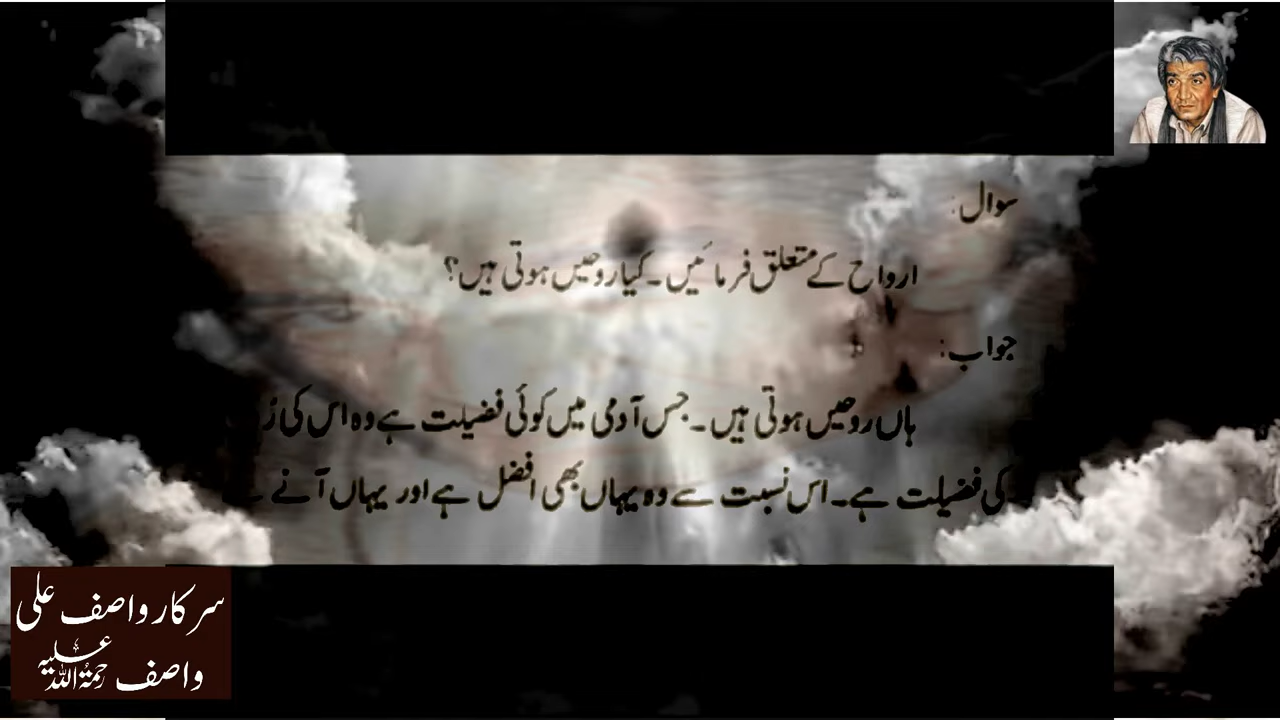 سوال:
ارواح کے متعلق فرمائیں۔ کیا روحیں ہوتی ہیں؟
جواب:
ہاں روحیں ہوتی ہیں۔ جس آدمی میں کوئی فضیلت ہے وہ اس کی
کی فضیلت ہے۔ اس نسبت سے وہ یہاں بھی افضل ہے اور یہاں آنے
سرکار واصف علی
واصف رحمۃ اللہ علیہ